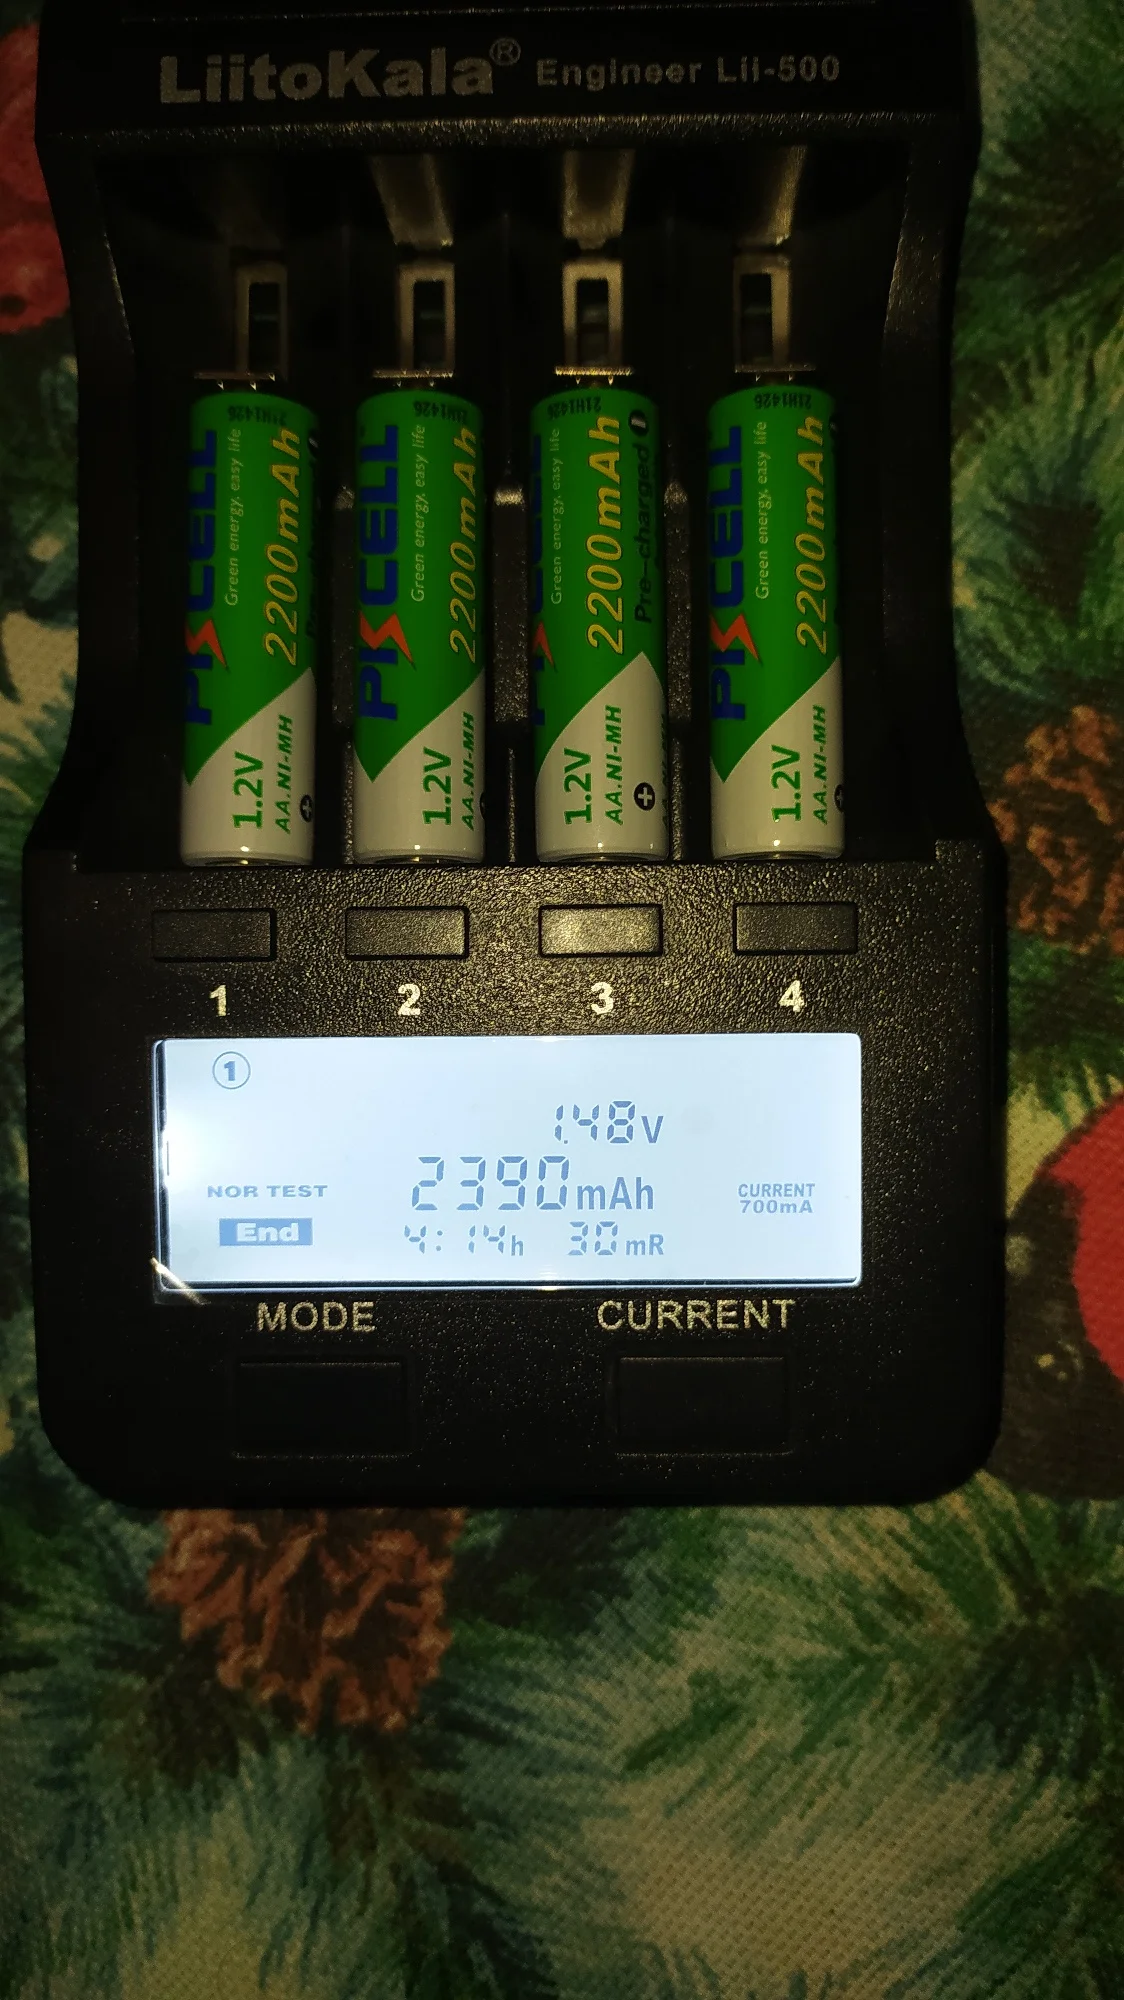 LiitoKala® Engineer Lii-500
21H1426
PKCELL
Green energy, easy life
2200mAh
1.2V
AA.NI-MH
21H1426
PKCELL
Green energy, easy life
2200mAh
1.2V
AA.NI-MH
21H1426
Green energy, easy life
2200mAh
Pre-charged
1.2V
AA.NI-MH
21H1426
PKCELL
Green energy, easy life
2200mAh
1.2V
AA.NI-MH
1 2 3 4
1
1.48V
2390mAh
NOR TEST
CURRENT
700mA
End
4:14h 30mR
MODE CURRENT